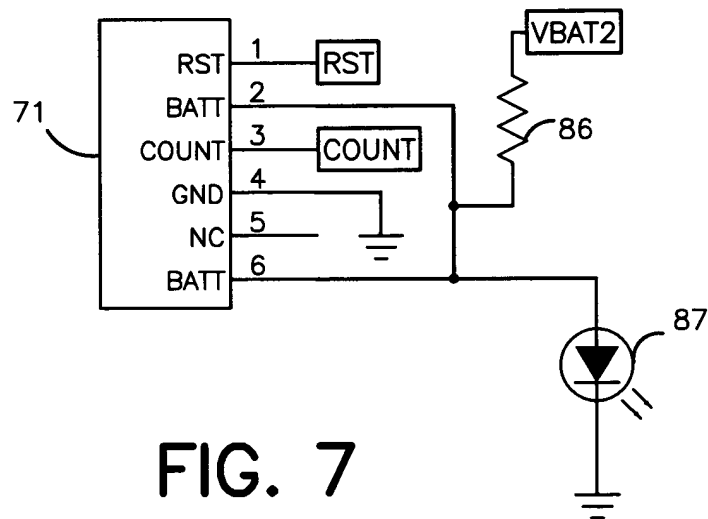 VBAT2
RST 1 RST
BATT 2
71
86
COUNT 3 COUNT
GND 4
NC 5
BATT 6
87
FIG. 7